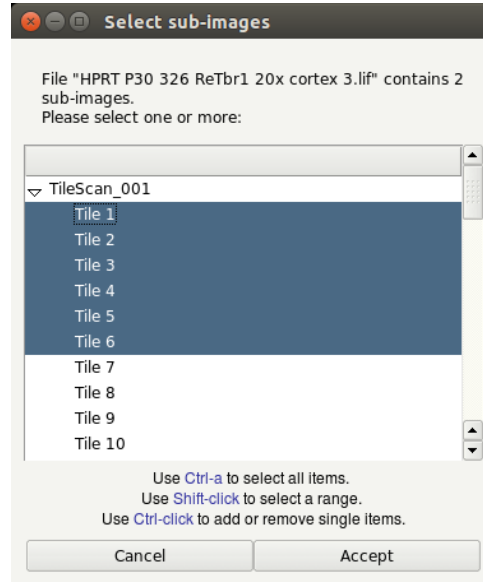 Select sub-images
File "HPRT P30 326 ReTbr1 20x cortex 3.lif" contains 2
sub-images.
Please select one or more:
TileScan_001
Tile 1
Tile 2
Tile 3
Tile 4
Tile 5
Tile 6
Tile 7
Tile 8
Tile 9
Tile 10
Use Ctrl-a to select all items.
Use Shift-click to select a range.
Use Ctrl-click to add or remove single items.
Cancel Accept